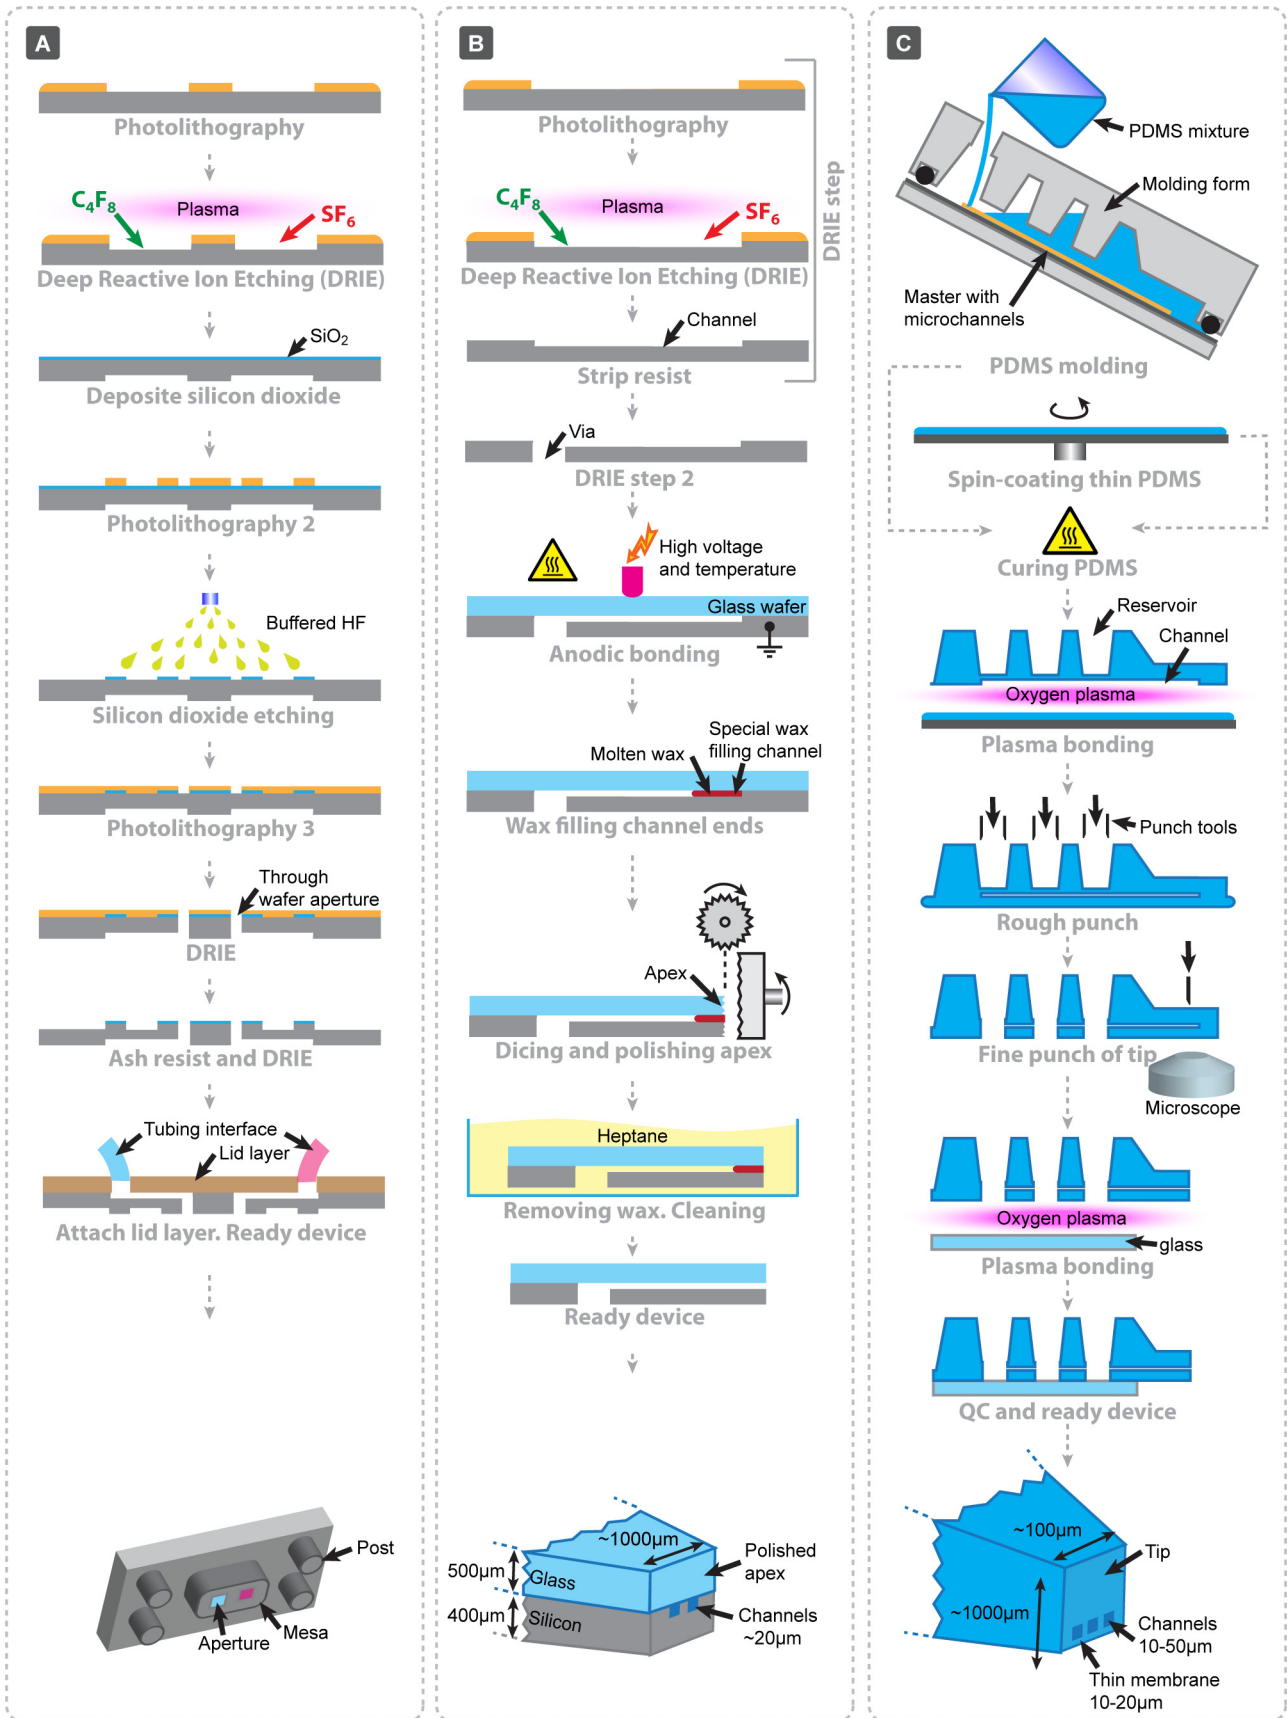 A
Photolithography
C4F8
Plasma
SF6
Deep Reactive Ion Etching (DRIE)
SiO2
Deposite silicon dioxide
Photolithography 2
Buffered HF
Silicon dioxide etching
Photolithography 3
Through
wafer aperture
DRIE
Ash resist and DRIE
Tubing interface
Lid layer
Attach lid layer. Ready device
Post
Mesa
Aperture
B
Photolithography
DRIE step
C4F8
Plasma
SF6
Deep Reactive Ion Etching (DRIE)
Channel
Strip resist
Via
DRIE step 2
High voltage
and temperature
Glass wafer
Anodic bonding
Special wax
filling channel
Molten wax
Wax filling channel ends
Apex
Dicing and polishing apex
Heptane
Removing wax. Cleaning
Ready device
~1000µm
500µm
Glass
Polished
apex
400µm
Silicon
Channels
~20µm
C
PDMS mixture
Molding form
Master with
microchannels
PDMS molding
Spin-coating thin PDMS
Curing PDMS
Reservoir
Channel
Oxygen plasma
Plasma bonding
Punch tools
Rough punch
Fine punch of tip
Microscope
Oxygen plasma
glass
Plasma bonding
QC and ready device
~100µm
Tip
~1000µm
Channels
10-50µm
Thin membrane
10-20µm